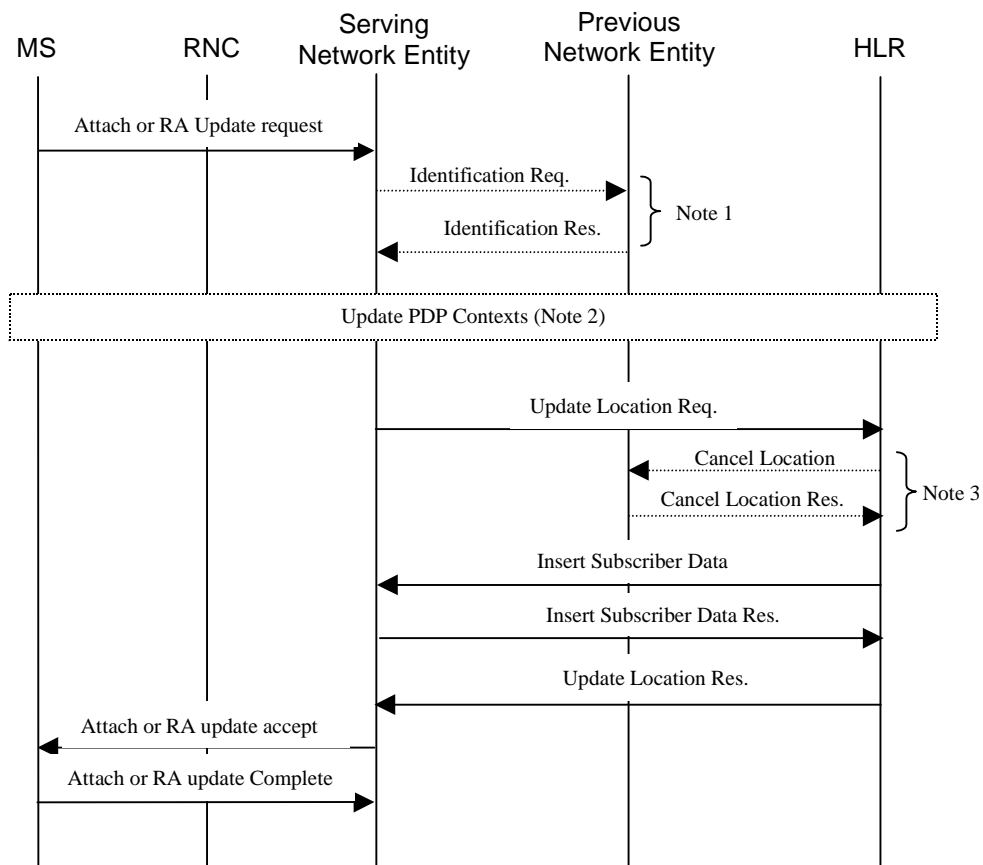 MS
RNC
Serving
Network Entity
Previous
Network Entity
HLR
Attach or RA Update request
Identification Req.
Note 1
Identification Res.
Update PDP Contexts (Note 2)
Update Location Req.
Cancel Location
Note 3
Cancel Location Res.
Insert Subscriber Data
Insert Subscriber Data Res.
Update Location Res.
Attach or RA update accept
Attach or RA update Complete